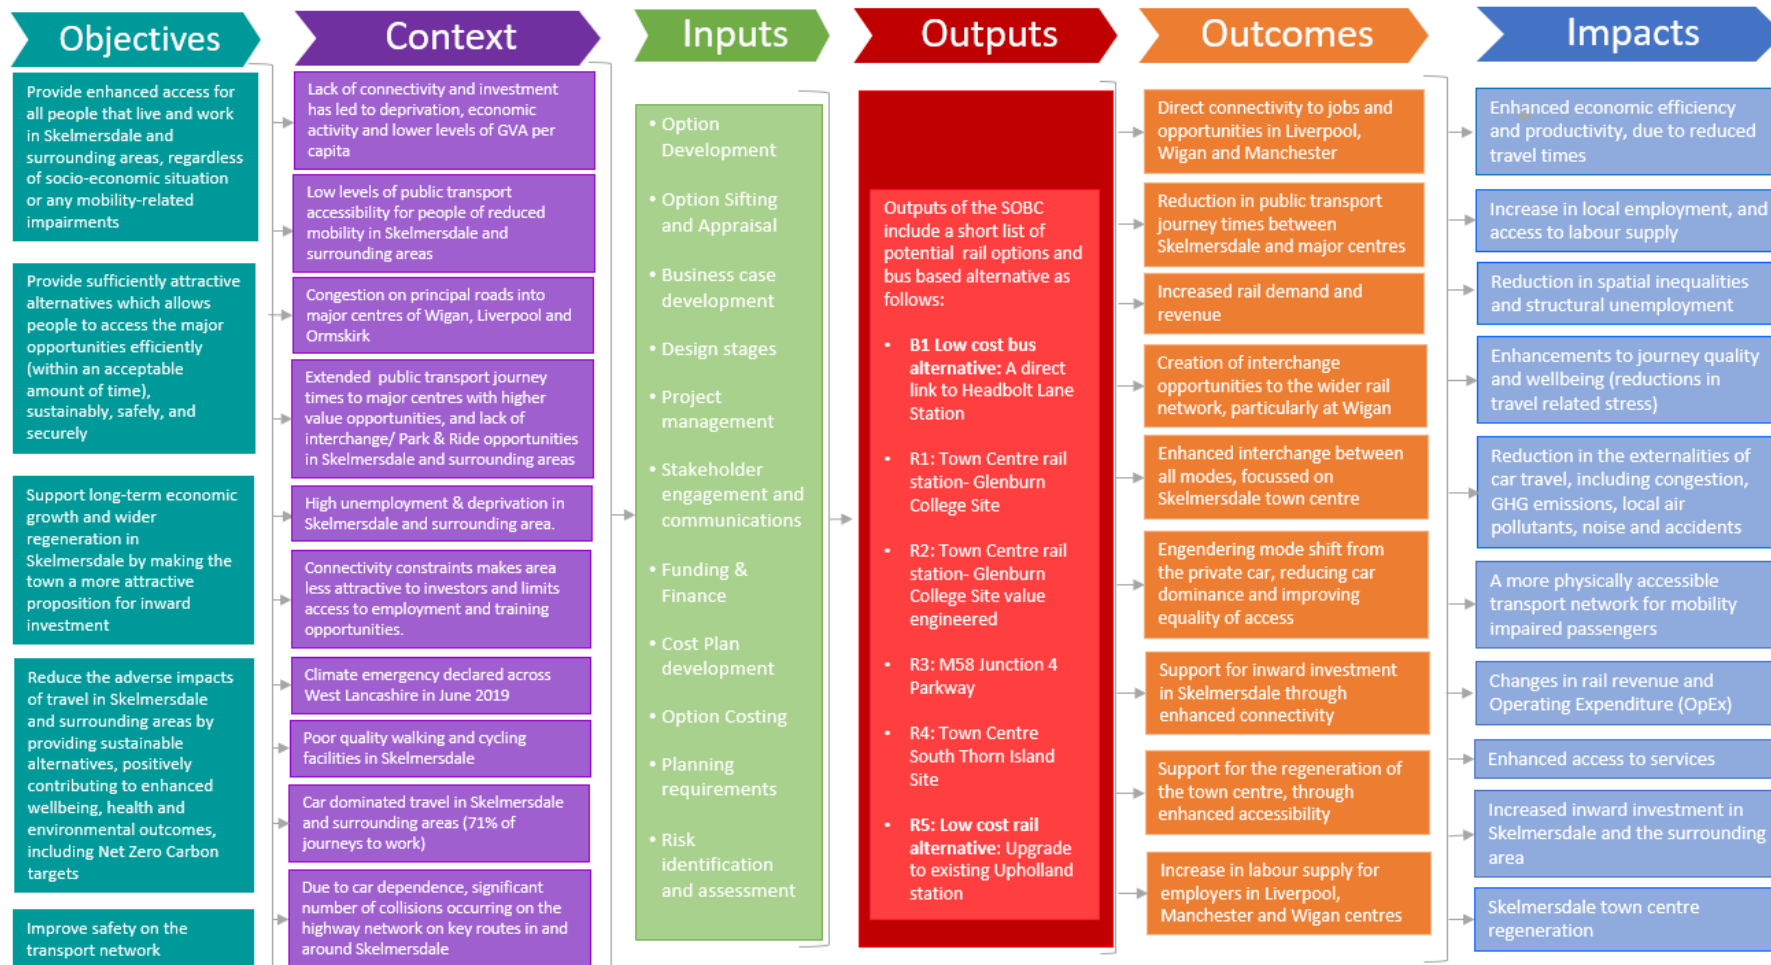 Objectives
Provide enhanced access for
all people that live and work
in Skelmersdale and
surrounding areas, regardless
of socio-economic situation
or any mobility-related
impairments
Provide sufficiently attractive
alternatives which allows
people to access the major
opportunities efficiently
(within an acceptable
amount of time),
sustainably, safely, and
securely
Support long-term economic
growth and wider
regeneration in
Skelmersdale by making the
town a more attractive
proposition for inward
investment
Reduce the adverse impacts
of travel in Skelmersdale
and surrounding areas by
providing sustainable
alternatives, positively
contributing to enhanced
wellbeing, health and
environmental outcomes,
including Net Zero Carbon
targets
Improve safety on the
transport network
Context
Lack of connectivity and investment
has led to deprivation, economic
activity and lower levels of GVA per
capita
Low levels of public transport
accessibility for people of reduced
mobility in Skelmersdale and
surrounding areas
Congestion on principal roads into
major centres of Wigan, Liverpool and
Ormskirk
Extended public transport journey
times to major centres with higher
value opportunities, and lack of
interchange/ Park & Ride opportunities
in Skelmersdale and surrounding areas
High unemployment & deprivation in
Skelmersdale and surrounding area.
Connectivity constraints makes area
less attractive to investors and limits
access to employment and training
opportunities.
Climate emergency declared across
West Lancashire in June 2019
Poor quality walking and cycling
facilities in Skelmersdale
Car dominated travel in Skelmersdale
and surrounding areas (71% of
journeys to work)
Due to car dependence, significant
number of collisions occurring on the
highway network on key routes in and
around Skelmersdale
Inputs
• Option
Development
• Option Sifting
and Appraisal
• Business case
development
• Design stages
• Project
management
• Stakeholder
engagement and
communications
• Funding &
Finance
• Cost Plan
development
• Option Costing
• Planning
requirements
• Risk
identification
and assessment
Outputs
Outputs of the SOBC
include a short list of
potential rail options and
bus based alternative as
follows:
• B1 Low cost bus
alternative: A direct
link to Headbolt Lane
Station
• R1: Town Centre rail
station- Glenburn
College Site
• R2: Town Centre rail
station- Glenburn
College Site value
engineered
• R3: M58 Junction 4
Parkway
• R4: Town Centre
South Thorn Island
Site
• R5: Low cost rail
alternative: Upgrade
to existing Upholland
station
Outcomes
Direct connectivity to jobs and
opportunities in Liverpool,
Wigan and Manchester
Reduction in public transport
journey times between
Skelmersdale and major centres
Increased rail demand and
revenue
Creation of interchange
opportunities to the wider rail
network, particularly at Wigan
Enhanced interchange between
all modes, focussed on
Skelmersdale town centre
Engendering mode shift from
the private car, reducing car
dominance and improving
equality of access
Support for inward investment
in Skelmersdale through
enhanced connectivity
Support for the regeneration of
the town centre, through
enhanced accessibility
Increase in labour supply for
employers in Liverpool,
Manchester and Wigan centres
Impacts
Enhanced economic efficiency
and productivity, due to reduced
travel times
Increase in local employment, and
access to labour supply
Reduction in spatial inequalities
and structural unemployment
Enhancements to journey quality
and wellbeing (reductions in
travel related stress)
Reduction in the externalities of
car travel, including congestion,
GHG emissions, local air
pollutants, noise and accidents
A more physically accessible
transport network for mobility
impaired passengers
Changes in rail revenue and
Operating Expenditure (OpEx)
Enhanced access to services
Increased inward investment in
Skelmersdale and the surrounding
area
Skelmersdale town centre
regeneration